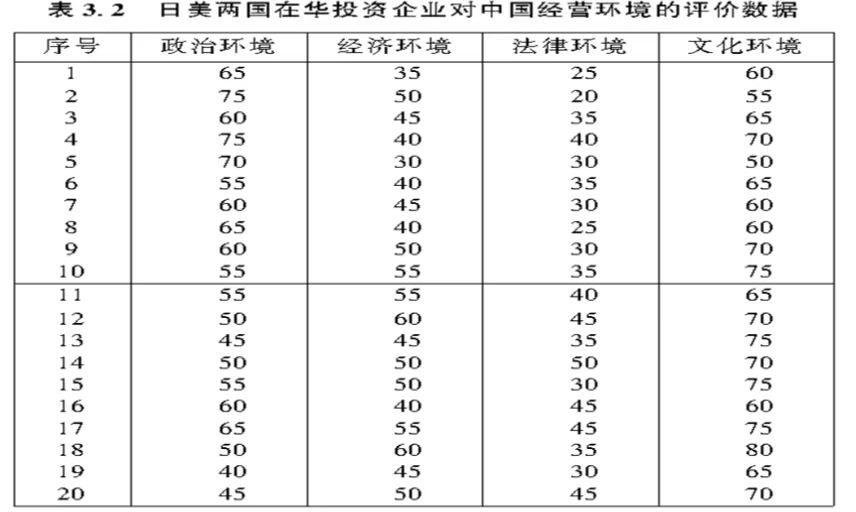 表 3.2 日美两国在华投资企业对中国经营环境的评价数据
序号 政治环境 经济环境 法律环境 文化环境
1 65 35 25 60
2 75 50 20 55
3 60 45 35 65
4 75 40 40 70
5 70 30 30 50
6 55 40 35 65
7 60 45 30 60
8 65 40 25 60
9 60 50 30 70
10 55 55 35 75
11 55 55 40 65
12 50 60 45 70
13 45 45 35 75
14 50 50 50 70
15 55 50 30 75
16 60 40 45 60
17 65 55 45 75
18 50 60 35 80
19 40 45 30 65
20 45 50 45 70